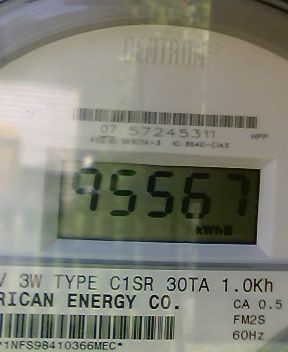 CENTRON
07 57245311
95567
kWhR
V 3W TYPE C1SR 30TA 1.0Kh
RICAN ENERGY CO.
CA 0.5
FM2S
60Hz
*1NFS98410366MEC*